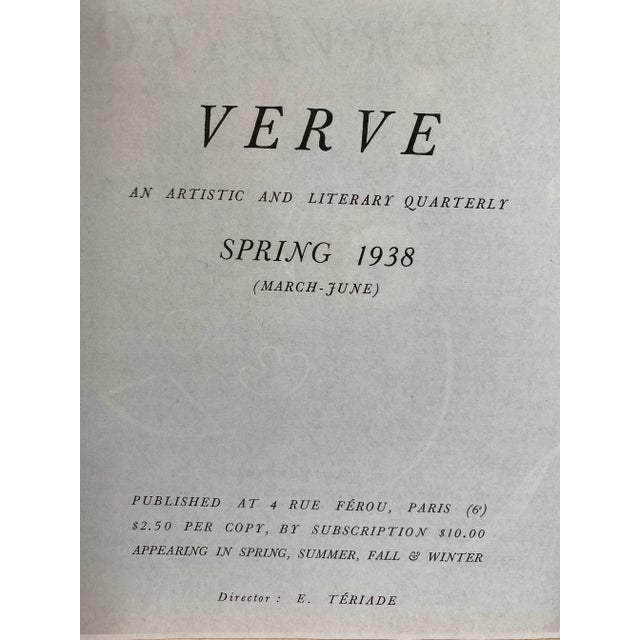 VERVE
AN ARTISTIC AND LITERARY QUARTERLY
SPRING 1938
(MARCH-JUNE)
PUBLISHED AT 4 RUE FÉROU, PARIS (6e)
$2.50 PER COPY, BY SUBSCRIPTION $10.00
APPEARING IN SPRING, SUMMER, FALL & WINTER
Director : E. TÉRIADE